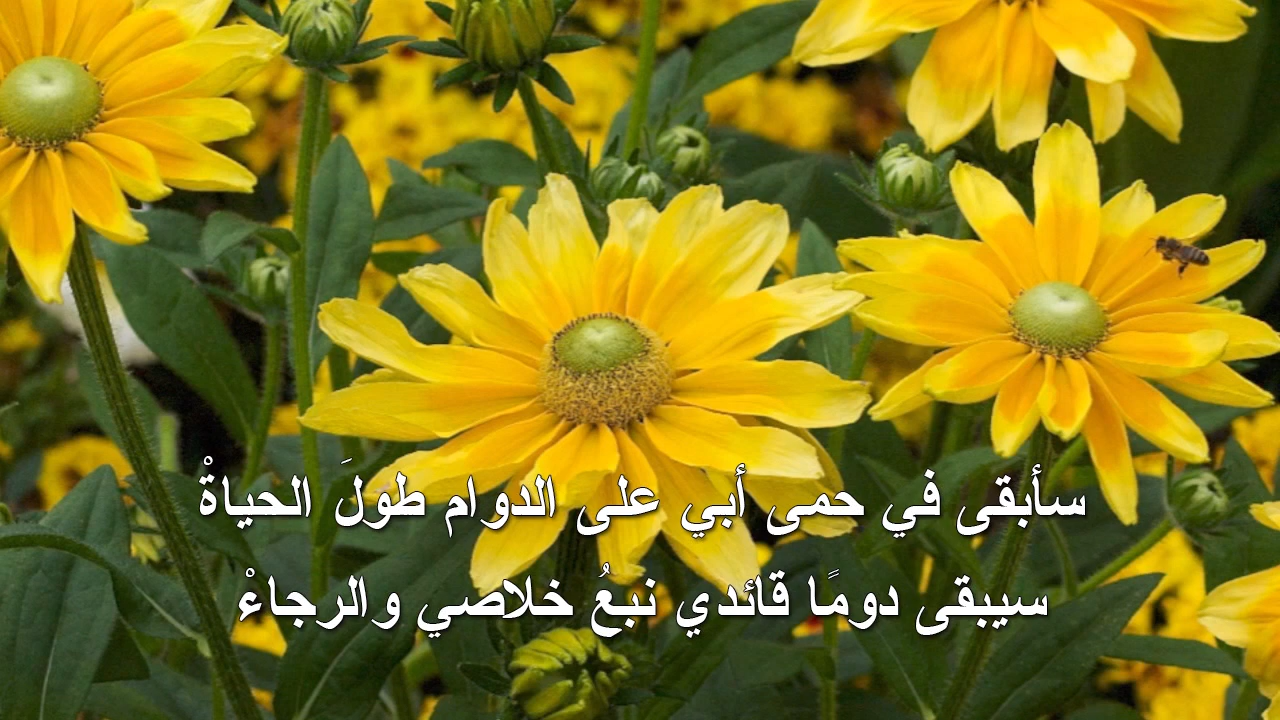 سأبقى في حمى أبي على الدوام طولَ الحياةْ
سيبقى دومًا قائدي نبعُ خلاصي والرجاءْ